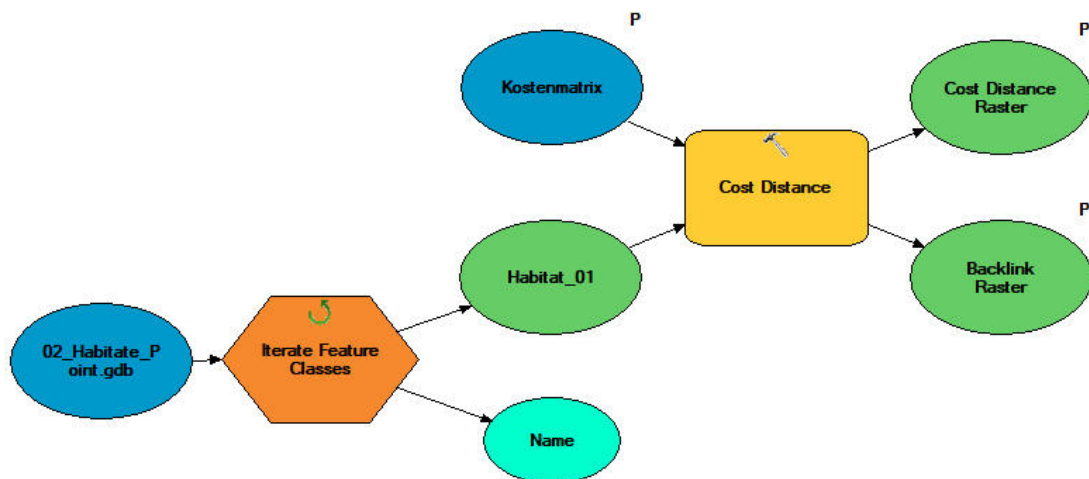 P
Kostenmatrix
P
Cost Distance
Raster
Cost Distance
P
Habitat_01
Backlink
Raster
02_Habitate_P
oint.gdb
Iterate Feature
Classes
Name